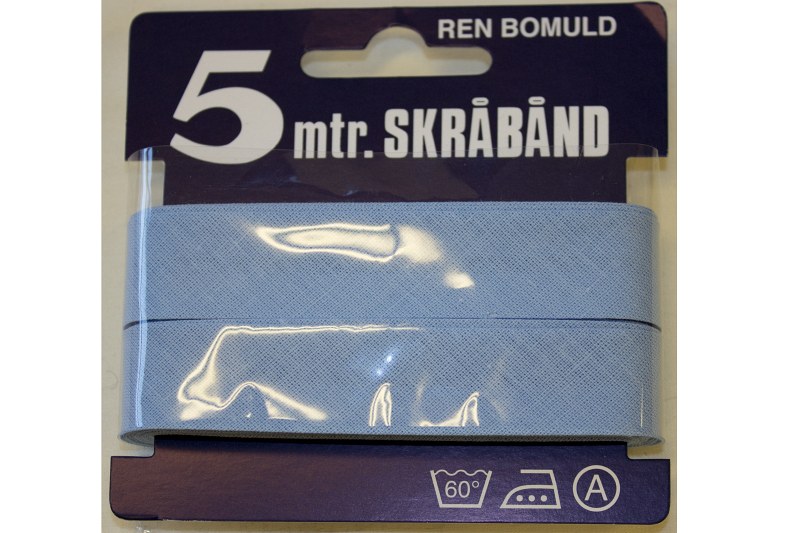 REN BOMULD
5 mtr. SKRÅBÅND
60° A